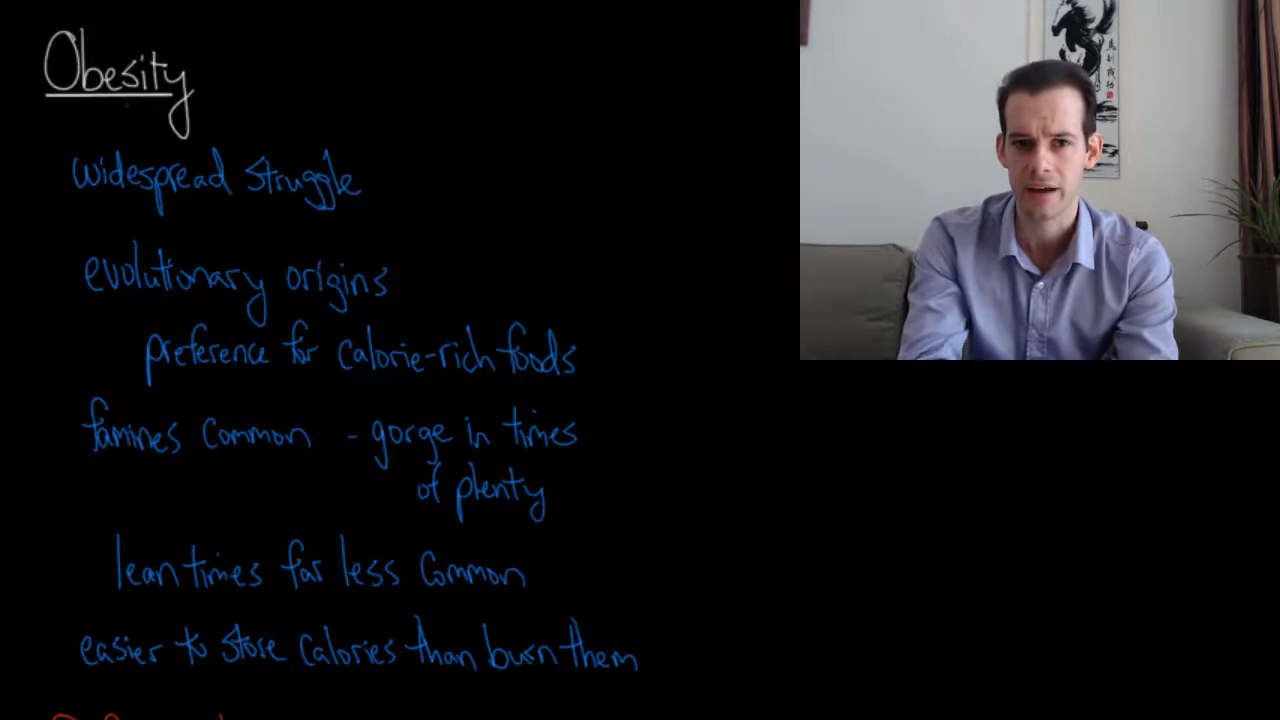 Obesity
widespread struggle
evolutionary origins
preference for calorie-rich foods
famines common - gorge in times
of plenty
lean times far less common
easier to store calories than burn them